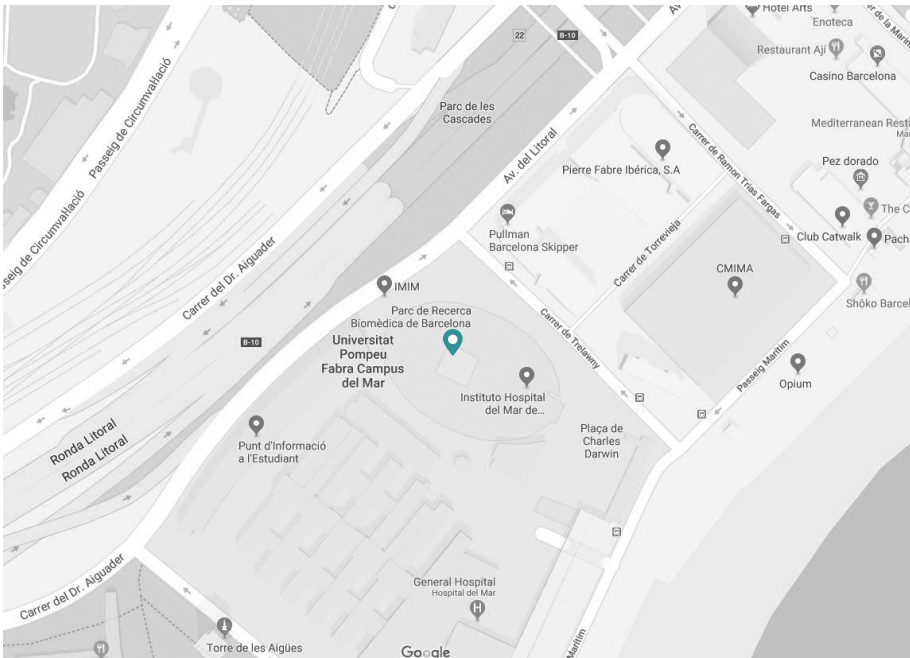 Hotel Arts
Enoteca
Av
Restaurant Ají
Casino Barcelona
22
B-10
Passeig de Circumval·lació
Parc de les
Cascades
Mediterranean
Av. del Litoral
Carrer de Ramon Trias Fargas
Pierre Fabre Ibérica, S.A
Pez dorado
The C
Pullman
Barcelona Skipper
Carrer de Torrevieja
Club Catwalk
Pach
Passeig de Circumval·lació
Carrer del Dr. Aiguader
CMIMA
IMIM
Shôko Barcel
Parc de Recerca
Biomèdica de Barcelona
Carrer de Trelawny
B-10
Universitat
Pompeu
Fabra Campus
del Mar
Passeig Marítim
Opium
Instituto Hospital
del Mar de...
Ronda Litoral
Ronda Litoral
Punt d'Informació
a l'Estudiant
Plaça de
Charles
Darwin
Carrer del Dr. Aiguader
General Hospital
Hospital del Mar
H
Torre de les Aigües
Google
Marítim